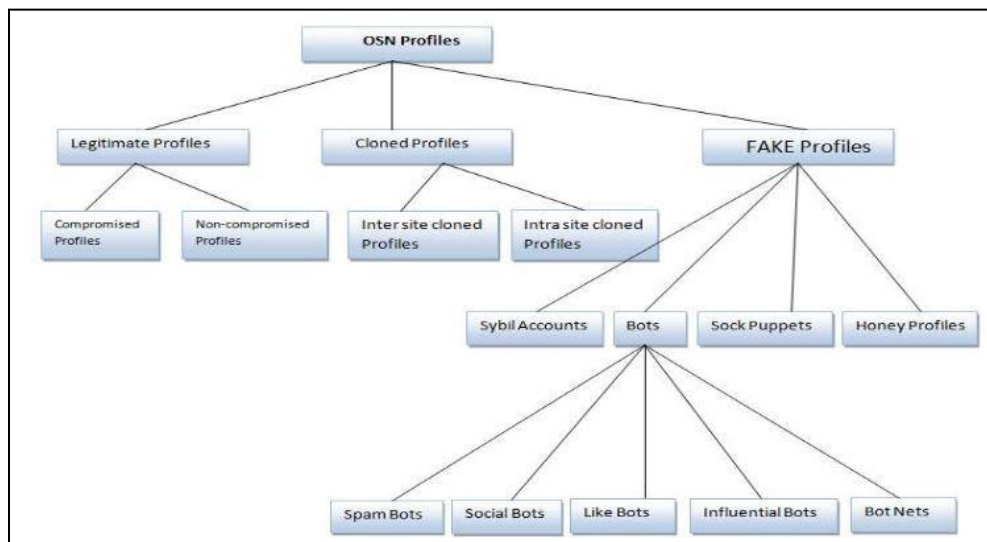 OSN Profiles
Legitimate Profiles
Cloned Profiles
FAKE Profiles
Compromised
Profiles
Non-compromised
Profiles
Inter site cloned
Profiles
Intra site cloned
Profiles
Sybil Accounts
Bots
Sock Puppets
Honey Profiles
Spam Bots
Social Bots
Like Bots
Influential Bots
Bot Nets